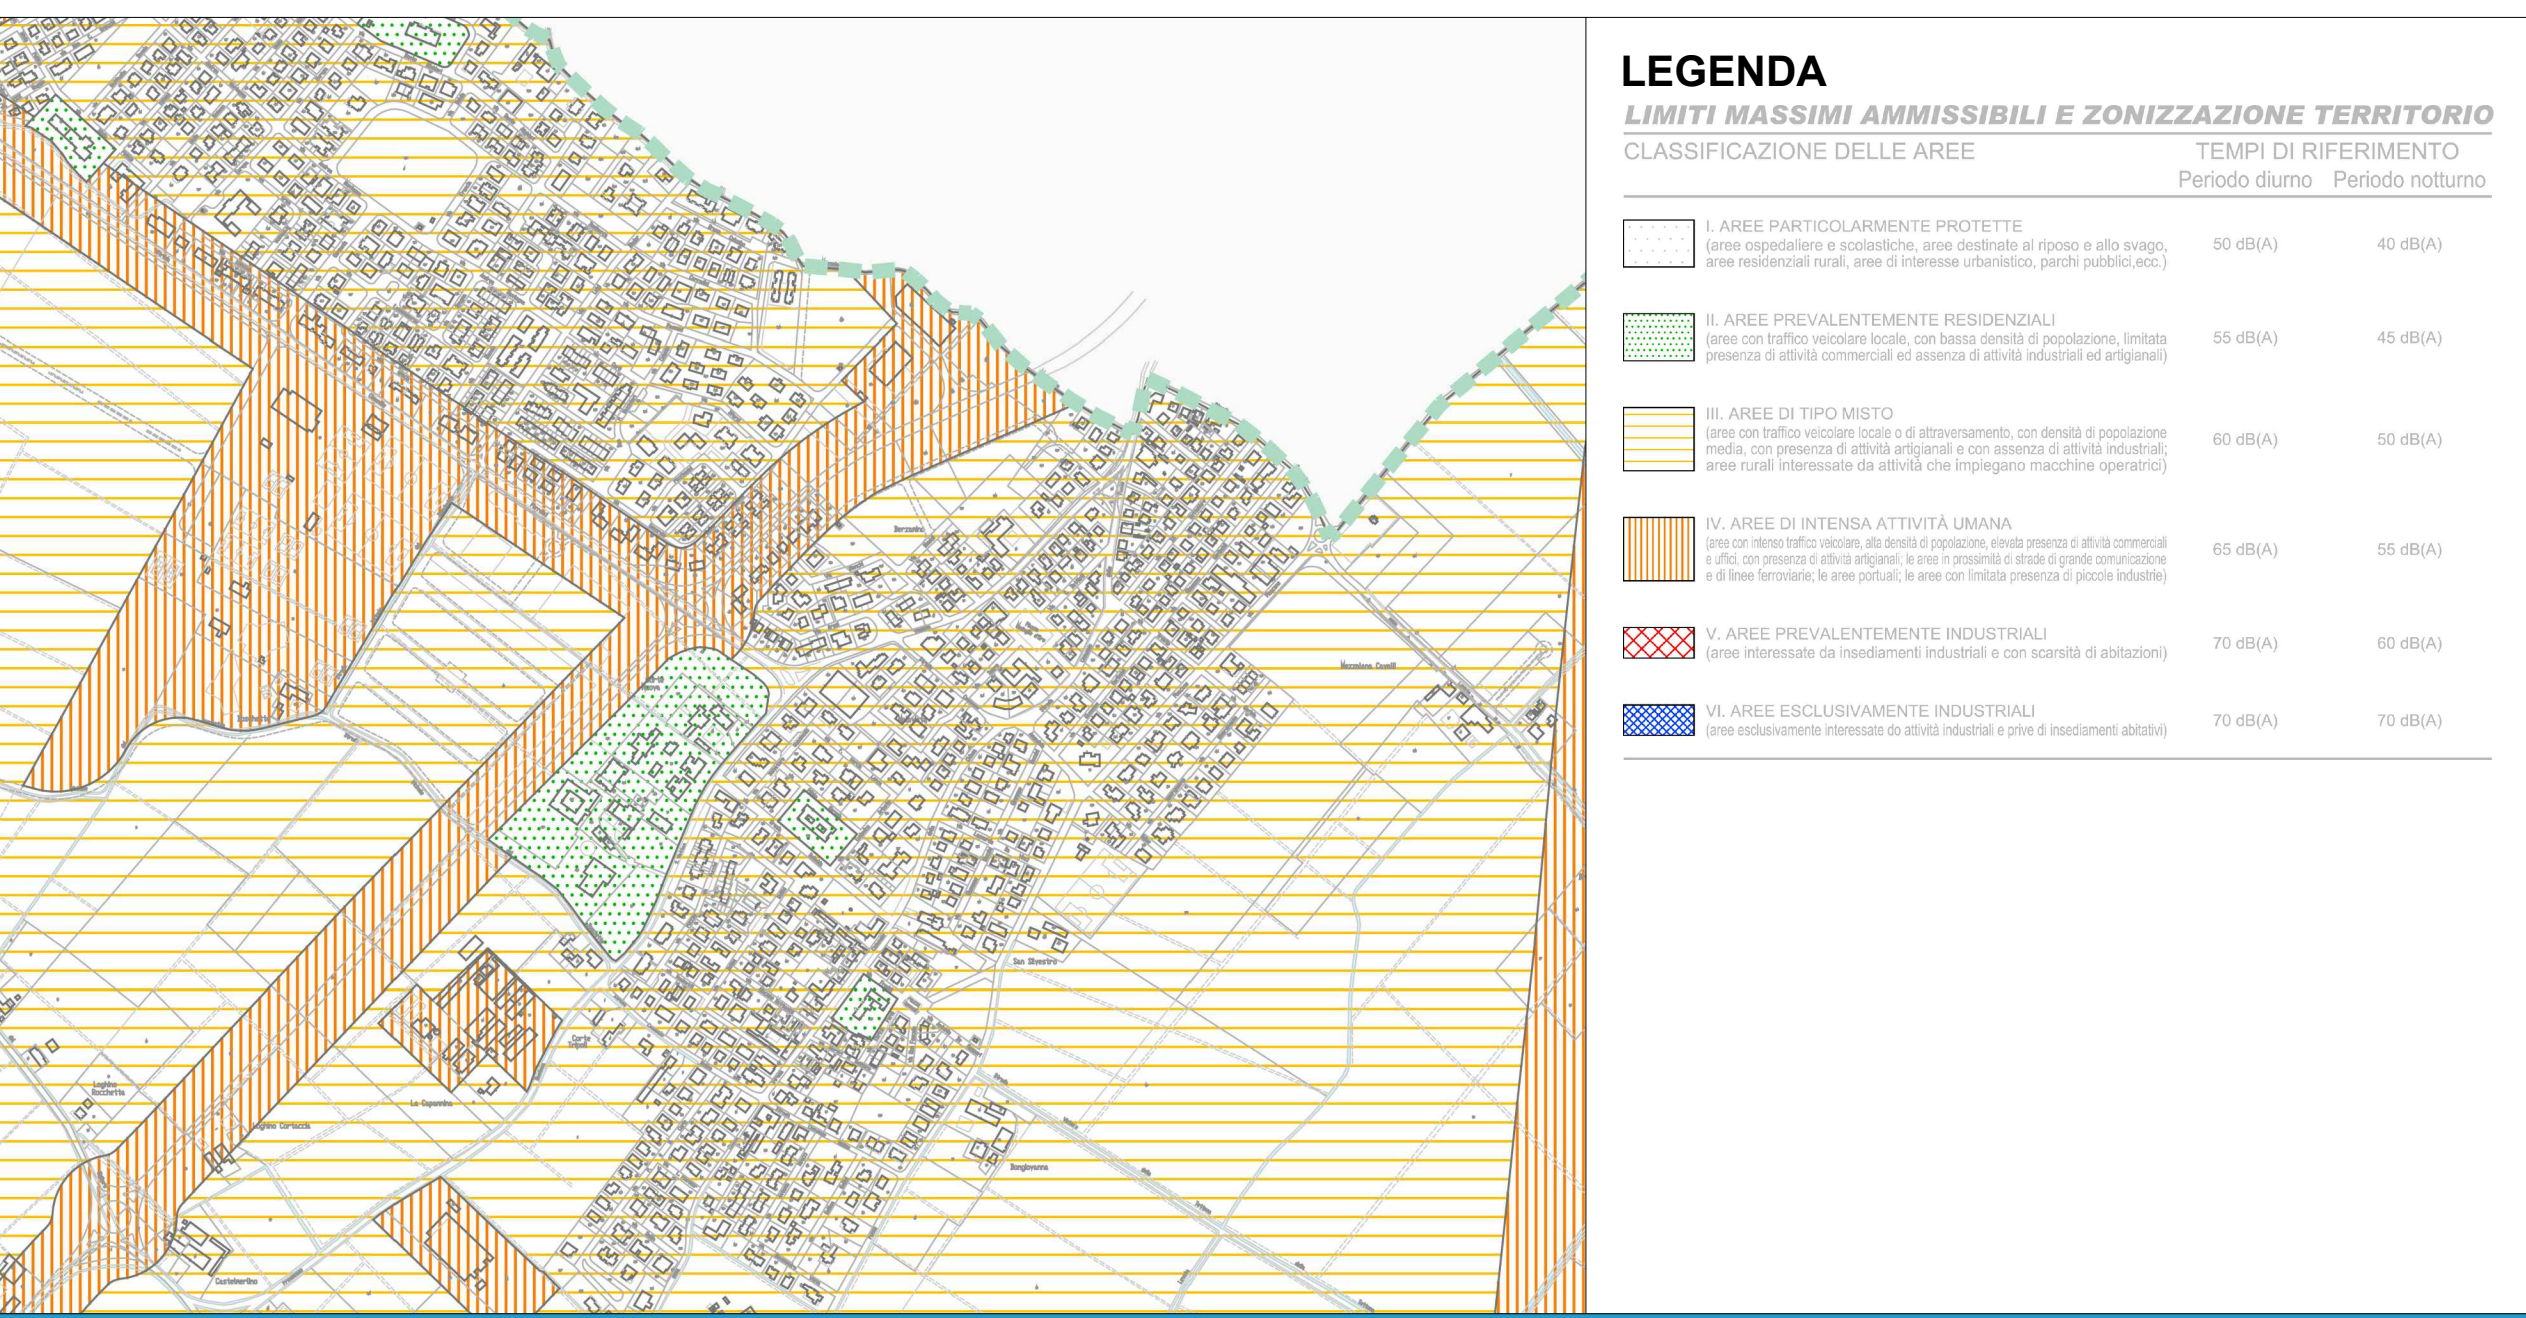 LEGENDA
LIMITI MASSIMI AMMISSIBILI E ZONIZZAZIONE TERRITORIO
CLASSIFICAZIONE DELLE AREE TEMPI DI RIFERIMENTO
Periodo diurno Periodo notturno
I. AREE PARTICOLARMENTE PROTETTE
(aree ospedaliere e scolastiche, aree destinate al riposo e allo svago, 50 dB(A) 40 dB(A)
aree residenziali rurali, aree di interesse urbanistico, parchi pubblici,ecc.)
II. AREE PREVALENTEMENTE RESIDENZIALI
(aree con traffico veicolare locale, con bassa densità di popolazione, limitata 55 dB(A) 45 dB(A)
presenza di attività commerciali ed assenza di attività industriali ed artigianali)
III. AREE DI TIPO MISTO
(aree con traffico veicolare locale o di attraversamento, con densità di popolazione 60 dB(A) 50 dB(A)
media, con presenza di attività artigianali e con assenza di attività industriali;
aree rurali interessate da attività che impiegano macchine operatrici)
IV. AREE DI INTENSA ATTIVITÀ UMANA
(aree con intenso traffico veicolare, alta densità di popolazione, elevata presenza di attività commerciali 65 dB(A) 55 dB(A)
e uffici, con presenza di attività artigianali; le aree in prossimità di strade di grande comunicazione
e di linee ferroviarie; le aree portuali; le aree con limitata presenza di piccole industrie)
V. AREE PREVALENTEMENTE INDUSTRIALI
(aree interessate da insediamenti industriali e con scarsità di abitazioni) 70 dB(A) 60 dB(A)
VI. AREE ESCLUSIVAMENTE INDUSTRIALI
(aree esclusivamente interessate do attività industriali e prive di insediamenti abitativi) 70 dB(A) 70 dB(A)
San Silvestro
Corte
Tripoli
Loghino
Rocchetta
La Capannina
Loghino Cortaccia
Bongiovanna
Castelmerlino